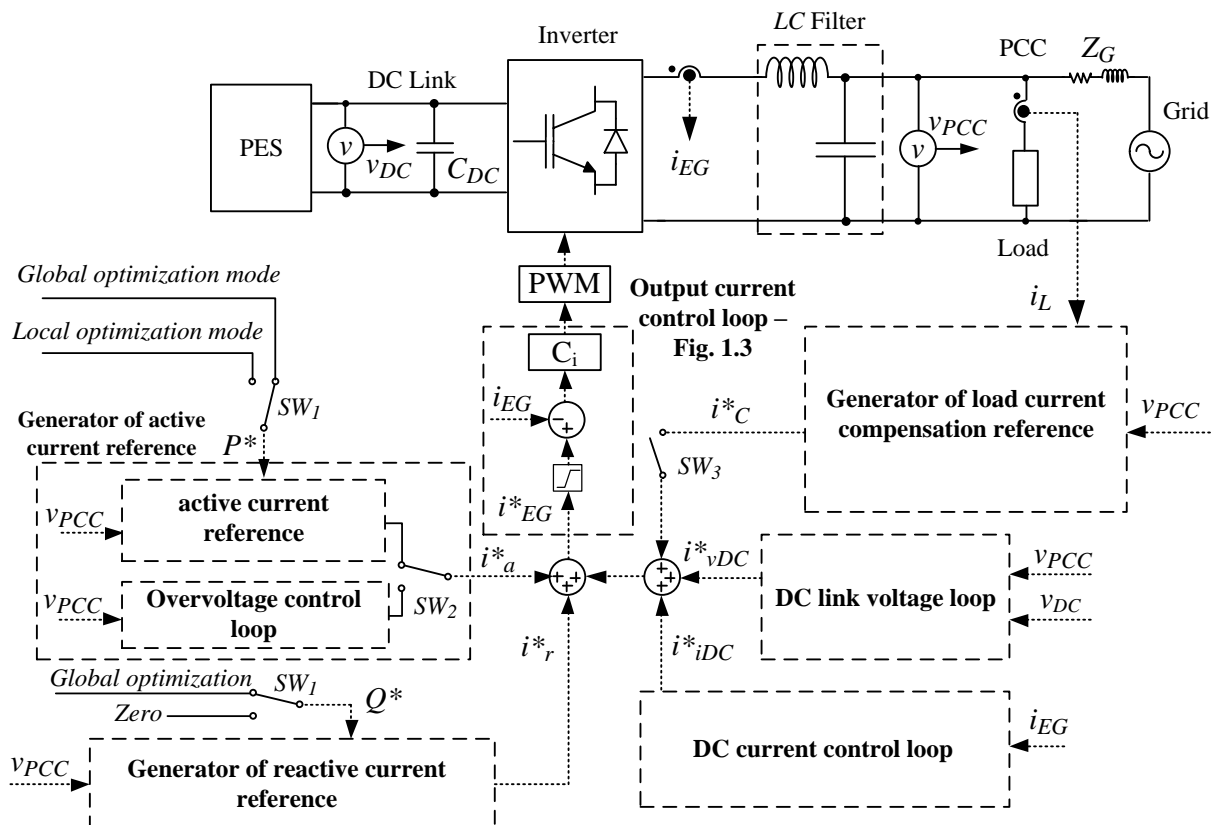 Inverter
LC Filter
PCC
Z_G
DC Link
Grid
PES
v
v_DC
C_DC
i_EG
v
v_PCC
Load
Global optimization mode
PWM
Output current
control loop –
Fig. 1.3
i_L
Local optimization mode
C_i
SW_1
i_EG
-
+
i*_C
Generator of load current
compensation reference
v_PCC
Generator of active
current reference
P*
SW_3
active current
reference
v_PCC
i*_EG
i*_a
+
+
+
+
+
+
i*_vDC
DC link voltage loop
v_PCC
v_DC
Overvoltage control
loop
v_PCC
SW_2
i*_r
i*_iDC
Global optimization
SW_1
Q*
Zero
DC current control loop
i_EG
v_PCC
Generator of reactive current
reference